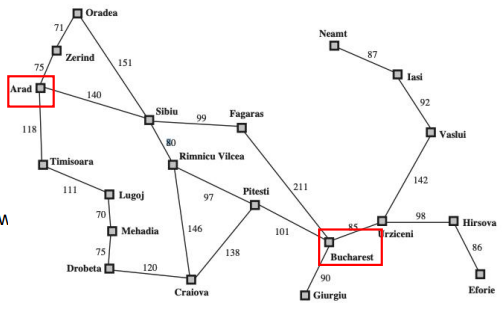 Oradea
71
Neamt
Zerind
87
75
151
Iasi
Arad
140
92
Sibiu
99
Fagaras
118
Vaslui
80
Timisoara
Rimnicu Vilcea
111
Lugoj
97
Pitesti
211
142
70
98
Hirsova
85
Urziceni
Mehadia
146
101
75
138
86
Bucharest
Drobeta
120
90
Craiova
Giurgiu
Eforie